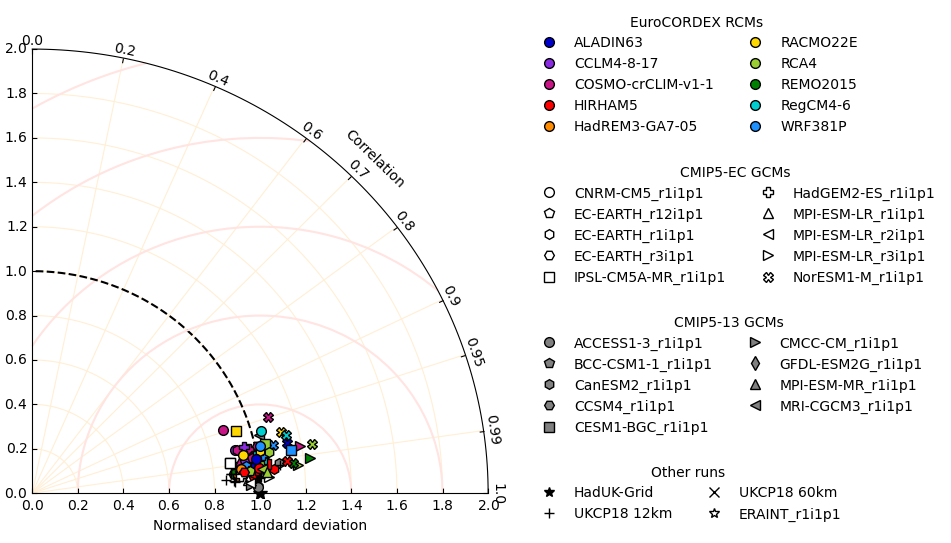 0.0
0.2
0.4
0.6
Correlation
0.7
0.8
0.9
0.95
0.99
1.0
2.0
1.8
1.6
1.4
1.2
1.0
0.8
0.6
0.4
0.2
0.0
0.0 0.2 0.4 0.6 0.8 1.0 1.2 1.4 1.6 1.8 2.0
Normalised standard deviation
EuroCORDEX RCMs
ALADIN63 RACMO22E
CCLM4-8-17 RCA4
COSMO-crCLIM-v1-1 REMO2015
HIRHAM5 RegCM4-6
HadREM3-GA7-05 WRF381P
CMIP5-EC GCMs
CNRM-CM5_r1i1p1 HadGEM2-ES_r1i1p1
EC-EARTH_r12i1p1 MPI-ESM-LR_r1i1p1
EC-EARTH_r1i1p1 MPI-ESM-LR_r2i1p1
EC-EARTH_r3i1p1 MPI-ESM-LR_r3i1p1
IPSL-CM5A-MR_r1i1p1 NorESM1-M_r1i1p1
CMIP5-13 GCMs
ACCESS1-3_r1i1p1 CMCC-CM_r1i1p1
BCC-CSM1-1_r1i1p1 GFDL-ESM2G_r1i1p1
CanESM2_r1i1p1 MPI-ESM-MR_r1i1p1
CCSM4_r1i1p1 MRI-CGCM3_r1i1p1
CESM1-BGC_r1i1p1
Other runs
HadUK-Grid UKCP18 60km
UKCP18 12km ERAINT_r1i1p1